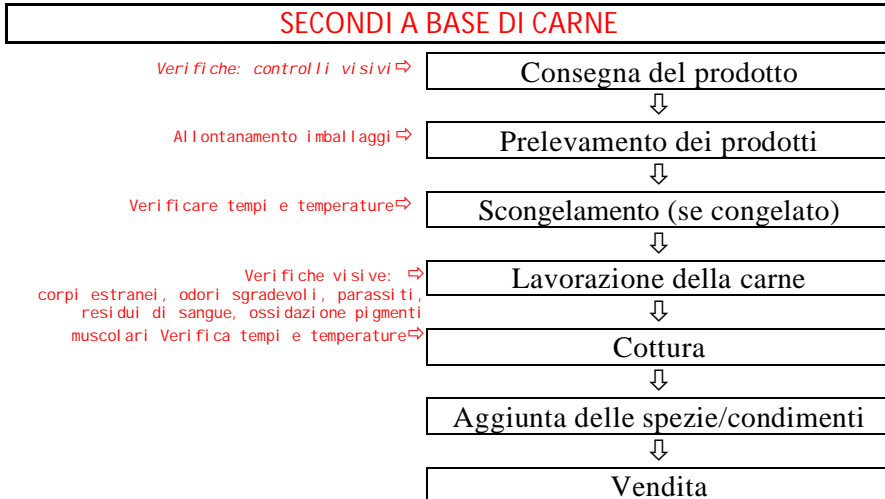 SECONDI A BASE DI CARNE
Verifiche: controlli visivi⇨
Consegna del prodotto
⇩
Allontanamento imballaggi⇨
Prelevamento dei prodotti
⇩
Verificare tempi e temperature⇨
Scongelamento (se congelato)
⇩
Verifiche visive: ⇨
Lavorazione della carne
corpi estranei, odori sgradevoli, parassiti,
residui di sangue, ossidazione pigmenti
⇩
muscolari Verifica tempi e temperature⇨
Cottura
⇩
Aggiunta delle spezie/condimenti
⇩
Vendita